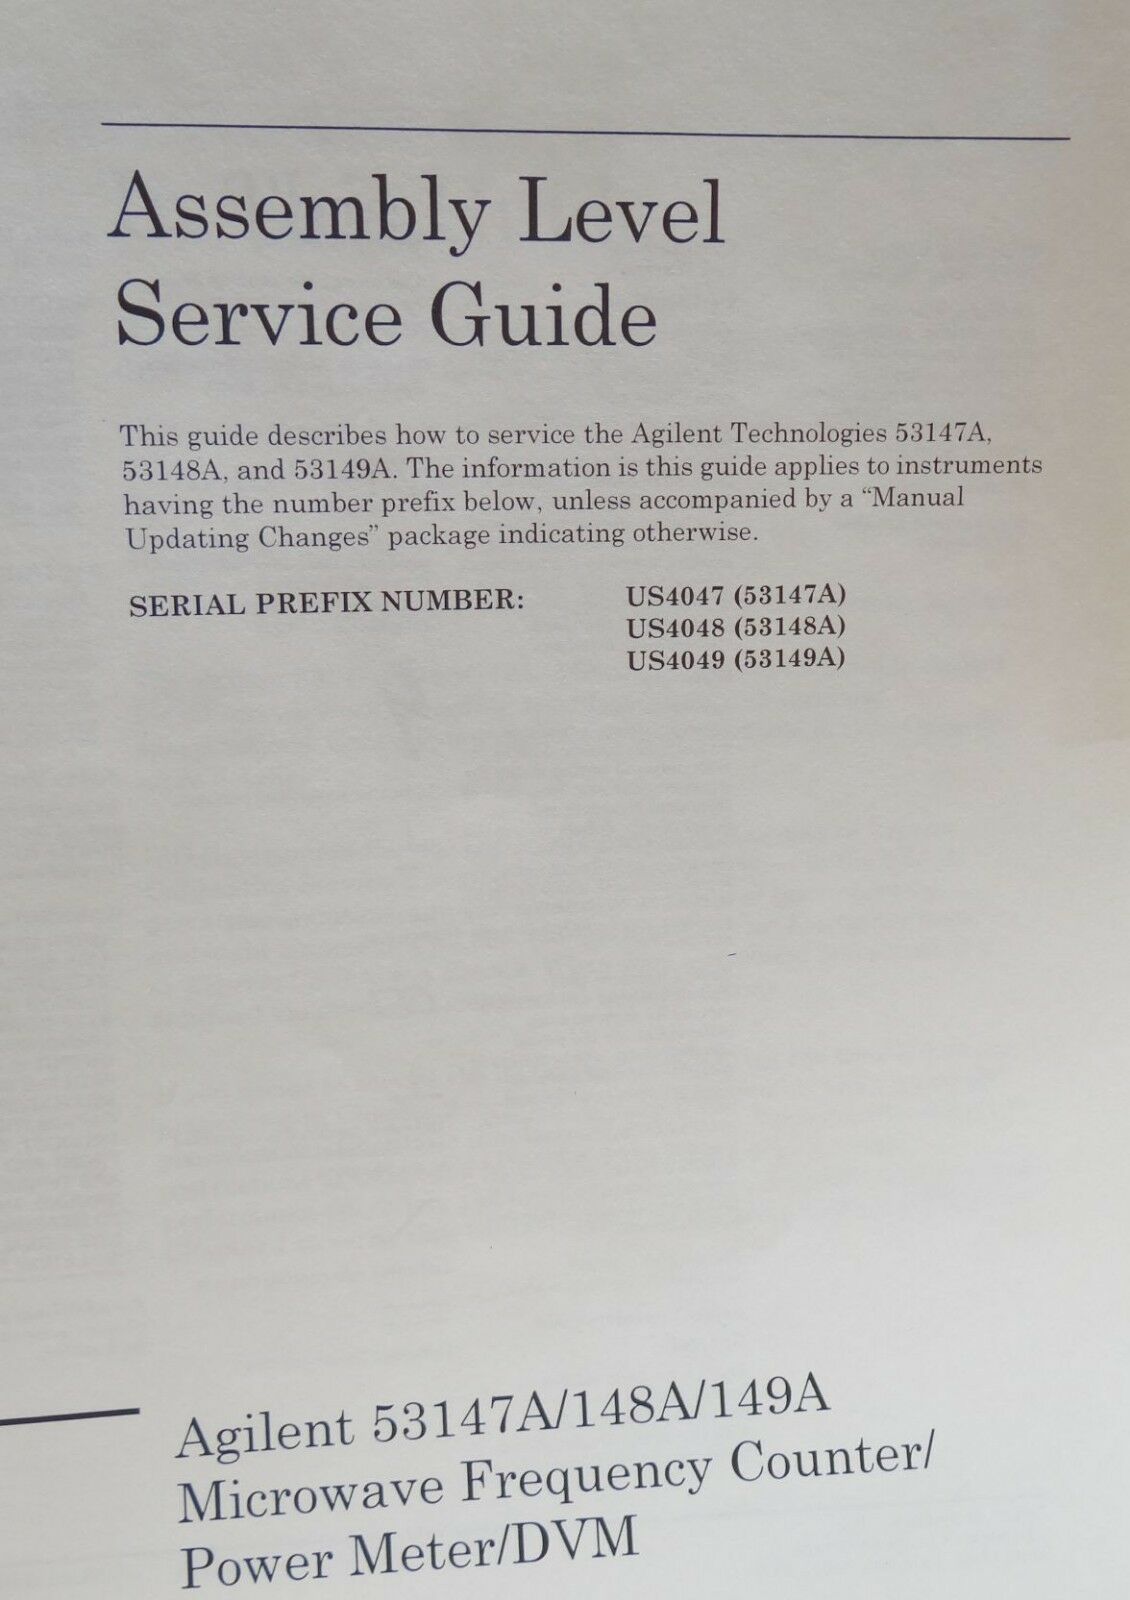 Assembly Level
Service Guide
This guide describes how to service the Agilent Technologies 53147A,
53148A, and 53149A. The information is this guide applies to instruments
having the number prefix below, unless accompanied by a “Manual
Updating Changes” package indicating otherwise.
SERIAL PREFIX NUMBER: US4047 (53147A)
US4048 (53148A)
US4049 (53149A)
Agilent 53147A/148A/149A
Microwave Frequency Counter/
Power Meter/DVM